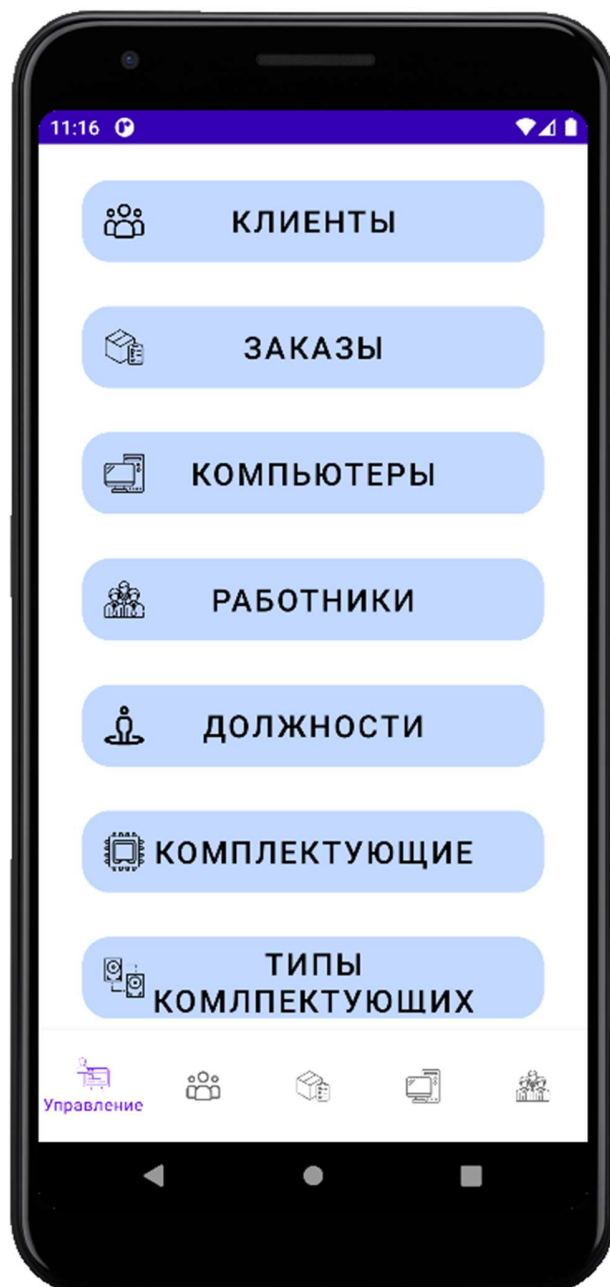 11:16
КЛИЕНТЫ
ЗАКАЗЫ
КОМПЬЮТЕРЫ
РАБОТНИКИ
ДОЛЖНОСТИ
КОМПЛЕКТУЮЩИЕ
ТИПЫ
КОМЛПЕКТУЮЩИХ
Управление